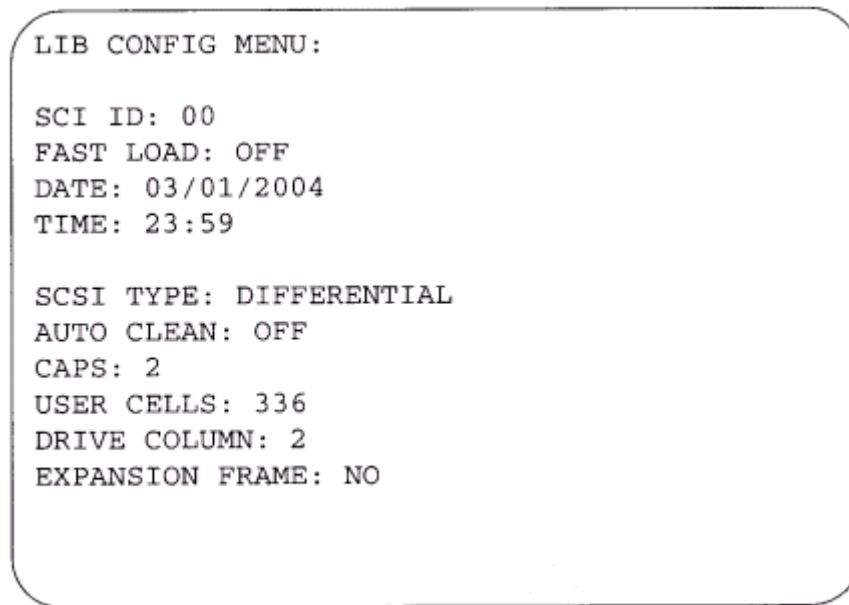 LIB CONFIG MENU:
SCI ID: 00
FAST LOAD: OFF
DATE: 03/01/2004
TIME: 23:59
SCSI TYPE: DIFFERENTIAL
AUTO CLEAN: OFF
CAPS: 2
USER CELLS: 336
DRIVE COLUMN: 2
EXPANSION FRAME: NO